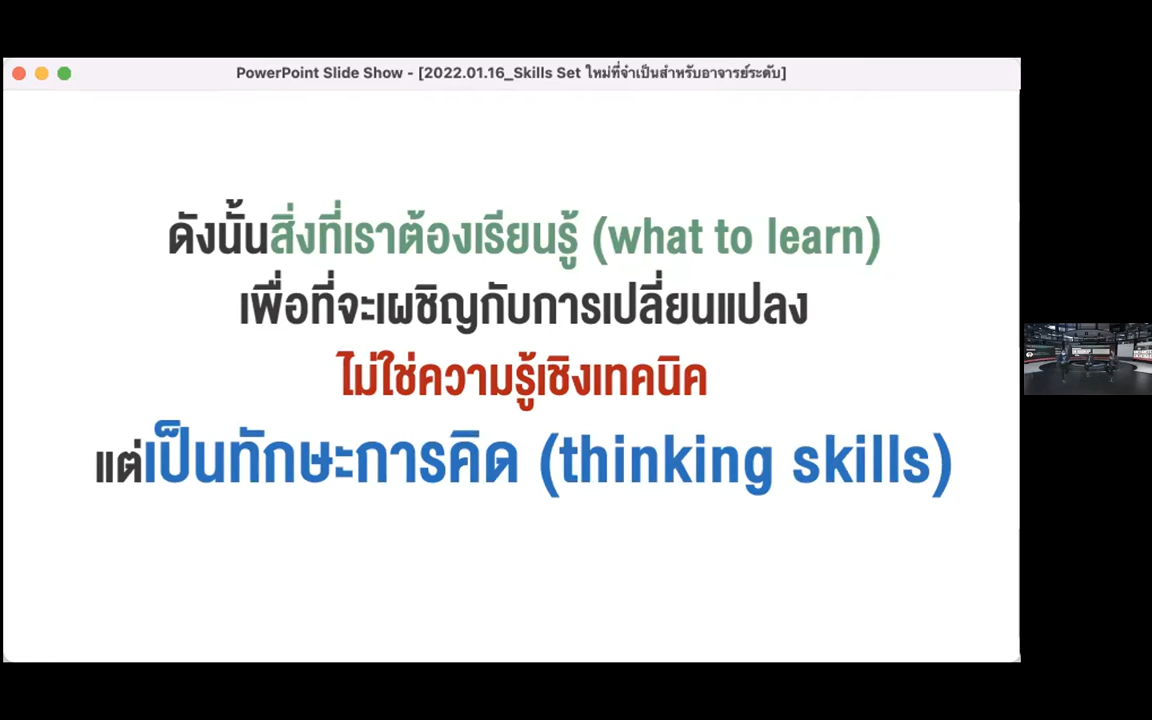 PowerPoint Slide Show - [2022.01.16_Skills Set ใหม่ที่จำเป็นสำหรับอาจารย์ระดับ]
ดังนั้นสิ่งที่เราต้องเรียนรู้ (what to learn)
เพื่อที่จะเผชิญกับการเปลี่ยนแปลง
ไม่ใช่ความรู้เชิงเทคนิค
แต่เป็นทักษะการคิด (thinking skills)